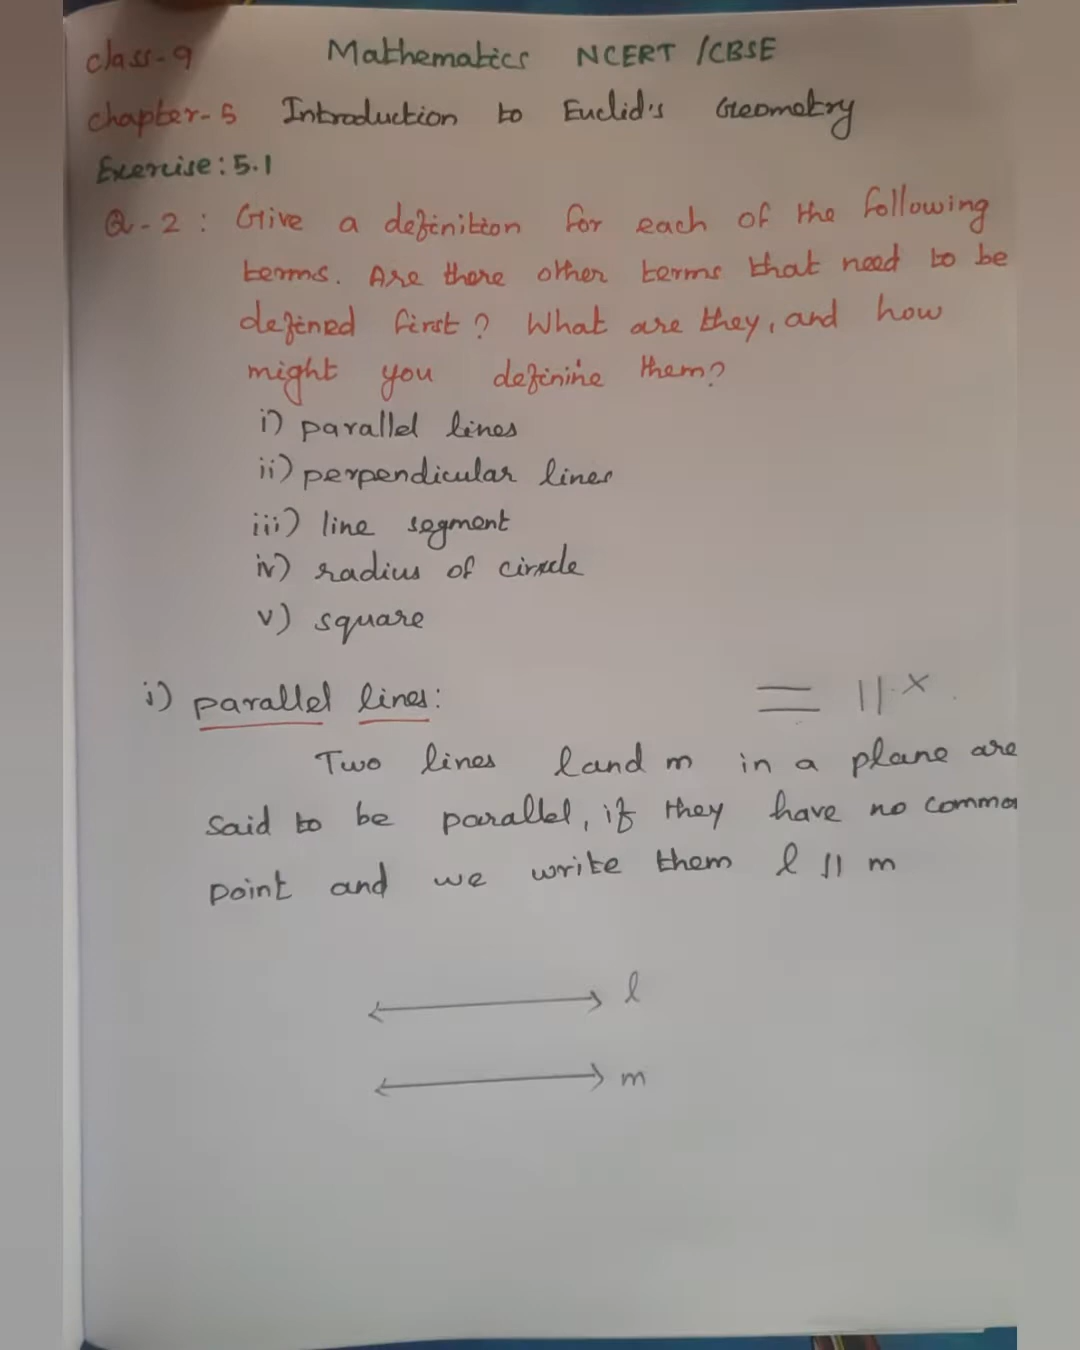 class-9 Mathematics NCERT /CBSE
chapter-5 Introduction to Euclid's Geometry
Exercise: 5.1
Q-2: Give a definition for each of the following
terms. Are there other terms that need to be
defined first? What are they, and how
might you definine them?
i) parallel lines
ii) perpendicular lines
iii) line segment
iv) radius of circle
v) square
i) parallel lines: = || x
Two lines l and m in a plane are
said to be parallel, if they have no commo
point and we write them l || m
l
m